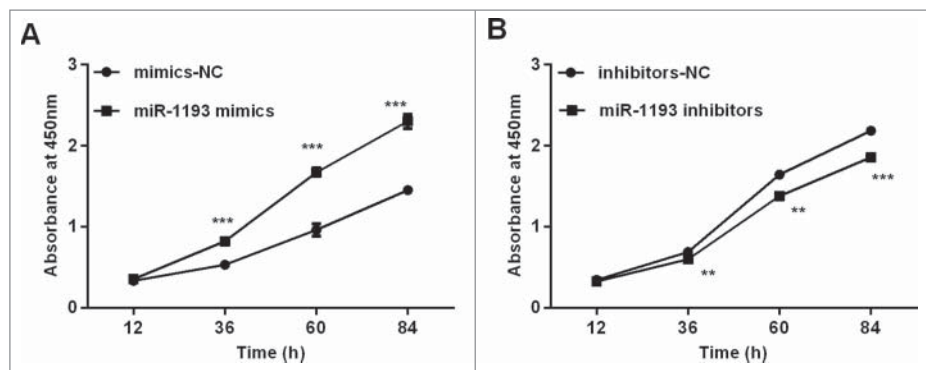 A
3
2
1
0
Absorbance at 450nm
mimics-NC
miR-1193 mimics
***
***
***
12 36 60 84
Time (h)
B
3
2
1
0
Absorbance at 450nm
inhibitors-NC
miR-1193 inhibitors
**
**
***
12 36 60 84
Time (h)